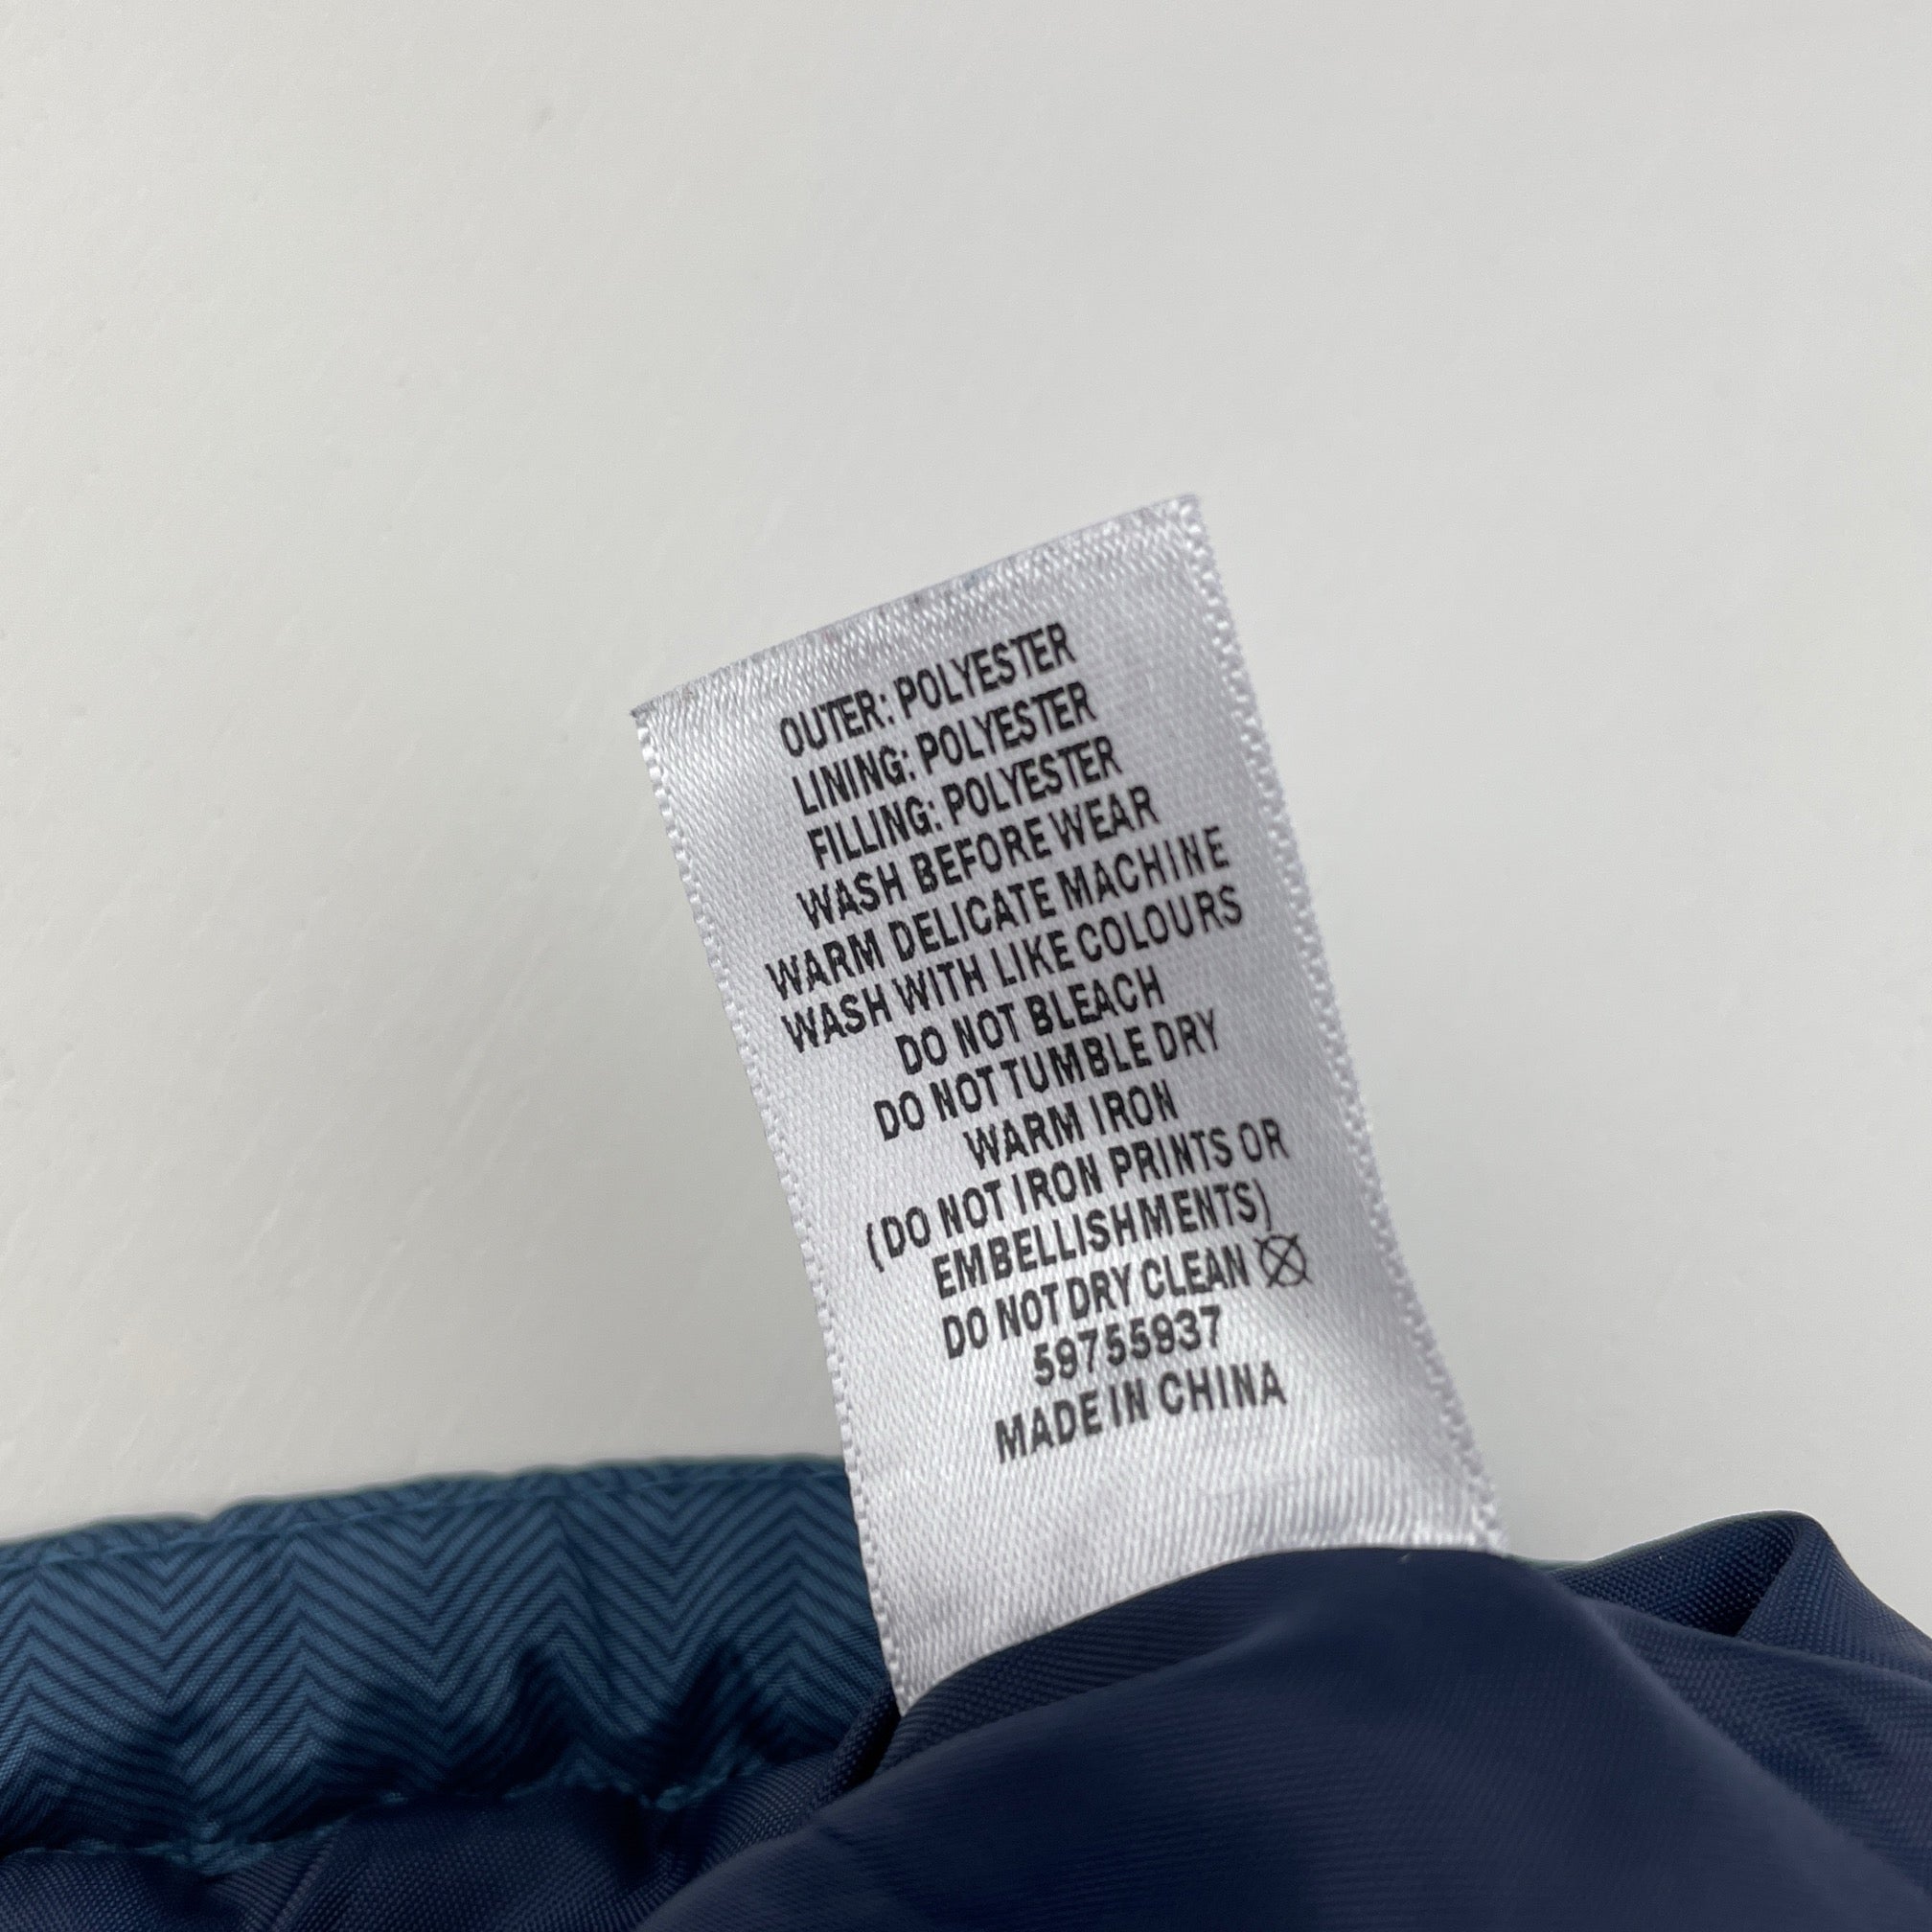 OUTER: POLYESTER
LINING: POLYESTER
FILLING: POLYESTER
WASH BEFORE WEAR
WARM DELICATE MACHINE
WASH WITH LIKE COLOURS
DO NOT BLEACH
DO NOT TUMBLE DRY
WARM IRON
(DO NOT IRON PRINTS OR
EMBELLISHMENTS)
DO NOT DRY CLEAN
59755937
MADE IN CHINA